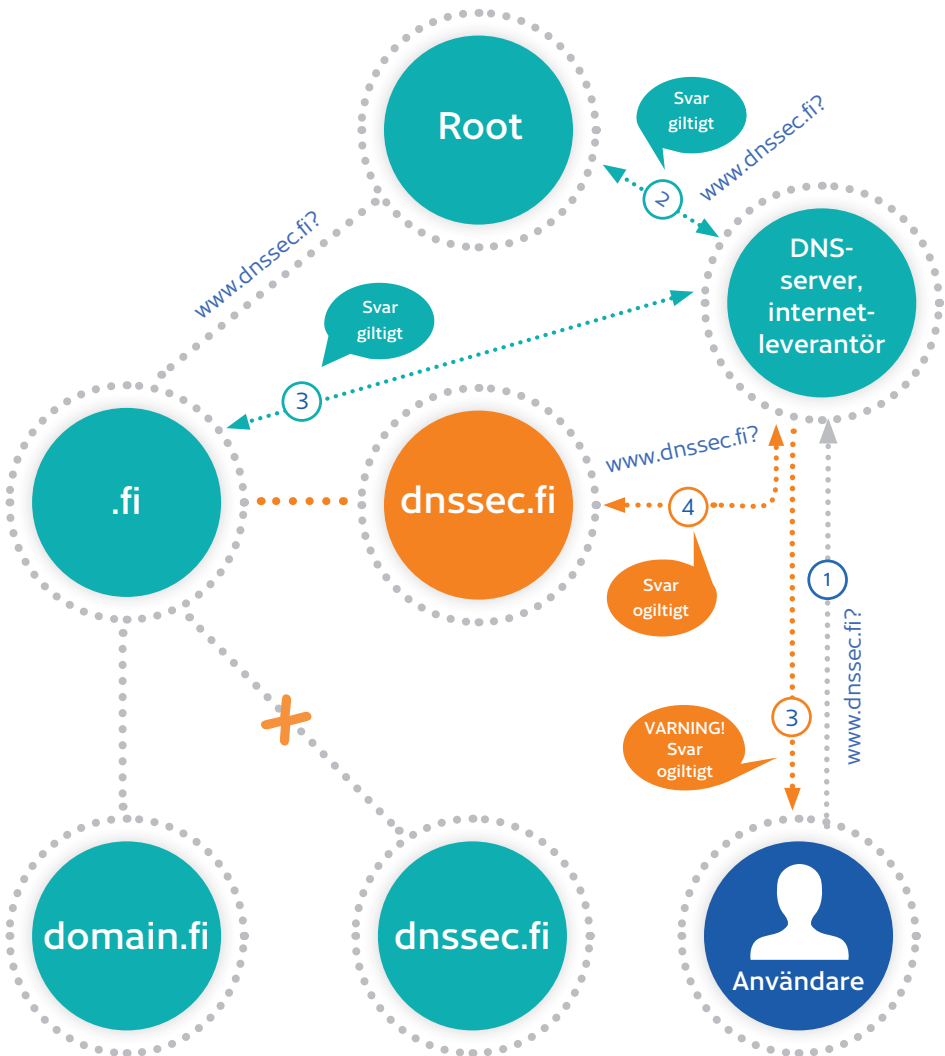 Root
Svar
giltigt
www.dnssec.fi?
2
DNS-
server,
internet-
leverantör
www.dnssec.fi?
Svar
giltigt
3
.fi
dnssec.fi
www.dnssec.fi?
4
Svar
ogiltigt
1
www.dnssec.fi?
3
VARNING!
Svar
ogiltigt
domain.fi
dnssec.fi
Användare